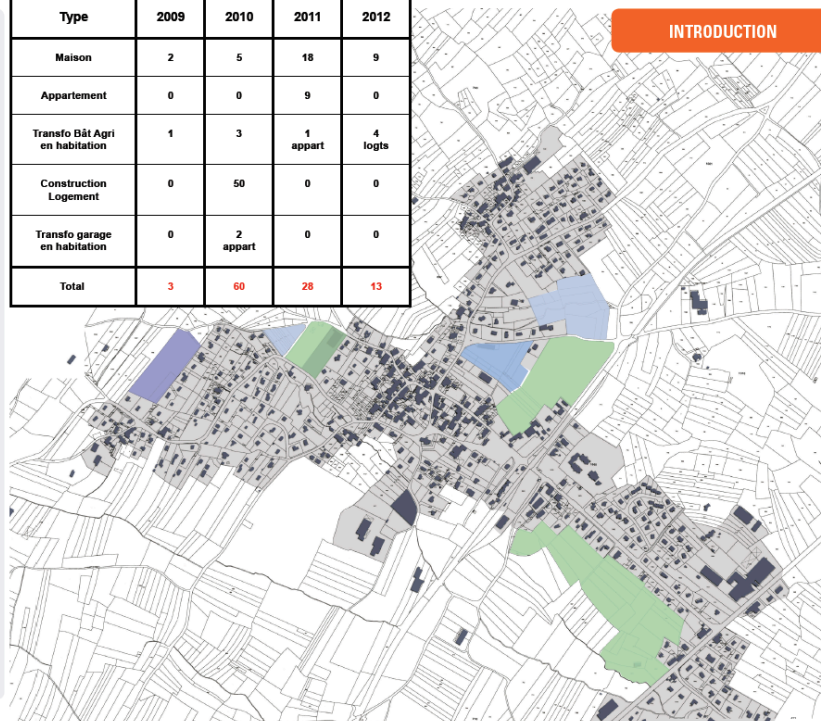 INTRODUCTION
Type 2009 2010 2011 2012
Maison 2 5 18 9
Appartement 0 0 9 0
Transfo Bât Agri en habitation 1 3 1 appart 4 logts
Construction Logement 0 50 0 0
Transfo garage en habitation 0 2 appart 0 0
Total 3 60 28 13